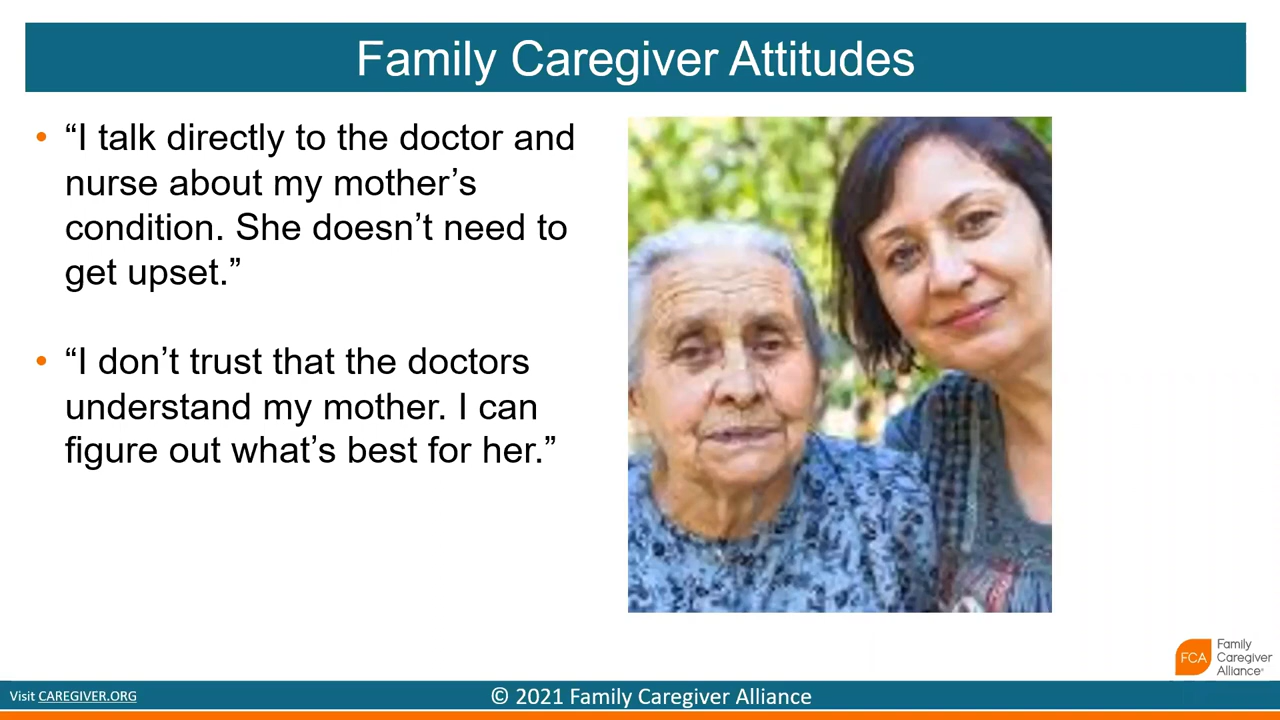 Family Caregiver Attitudes
• “I talk directly to the doctor and
nurse about my mother’s
condition. She doesn’t need to
get upset.”
• “I don’t trust that the doctors
understand my mother. I can
figure out what’s best for her.”
FCA
Family
Caregiver
Alliance®
Visit CAREGIVER.ORG
© 2021 Family Caregiver Alliance